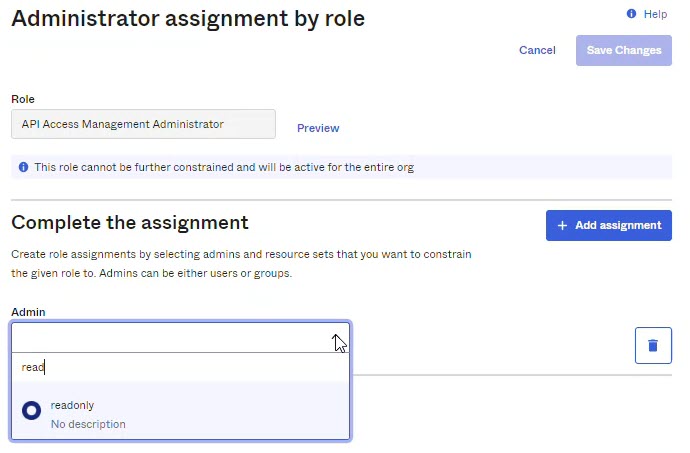 Administrator assignment by role
Help
Cancel
Save Changes
Role
API Access Management Administrator
Preview
This role cannot be further constrained and will be active for the entire org
Complete the assignment
+ Add assignment
Create role assignments by selecting admins and resource sets that you want to constrain
the given role to. Admins can be either users or groups.
Admin
read
readonly
No description